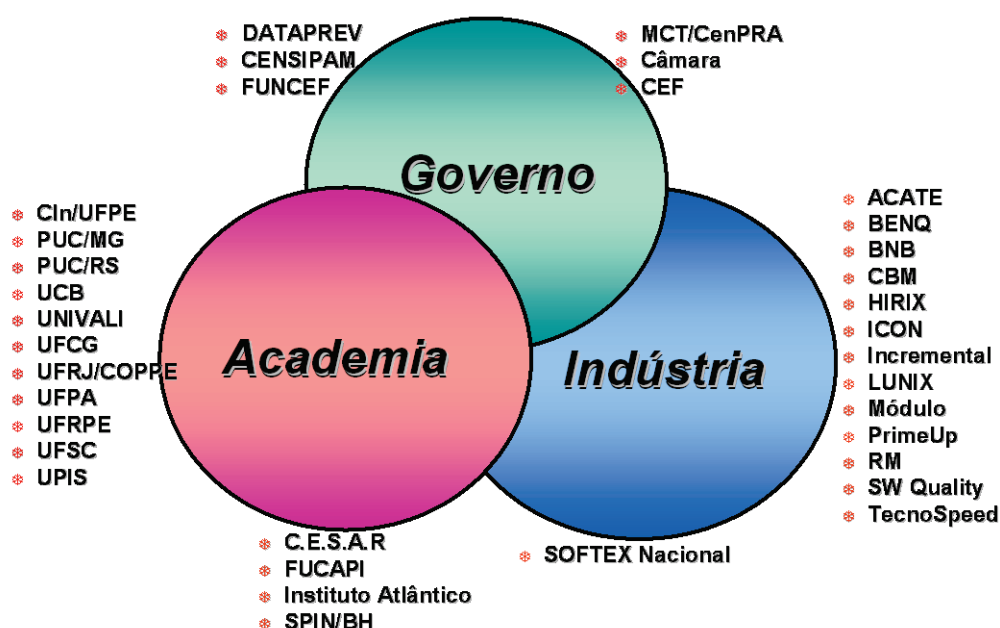 DATAPREV
CENSIPAM
FUNCEF
MCT/CenPRA
Câmara
CEF
Governo
CIn/UFPE
PUC/MG
PUC/RS
UCB
UNIVALI
UFCG
UFRJ/COPPE
UFPA
UFRPE
UFSC
UPIS
Academia
Indústria
ACATE
BENQ
BNB
CBM
HIRIX
ICON
Incremental
LUNIX
Módulo
PrimeUp
RM
SW Quality
TecnoSpeed
C.E.S.A.R
FUCAPI
Instituto Atlântico
SPIN/BH
SOFTEX Nacional